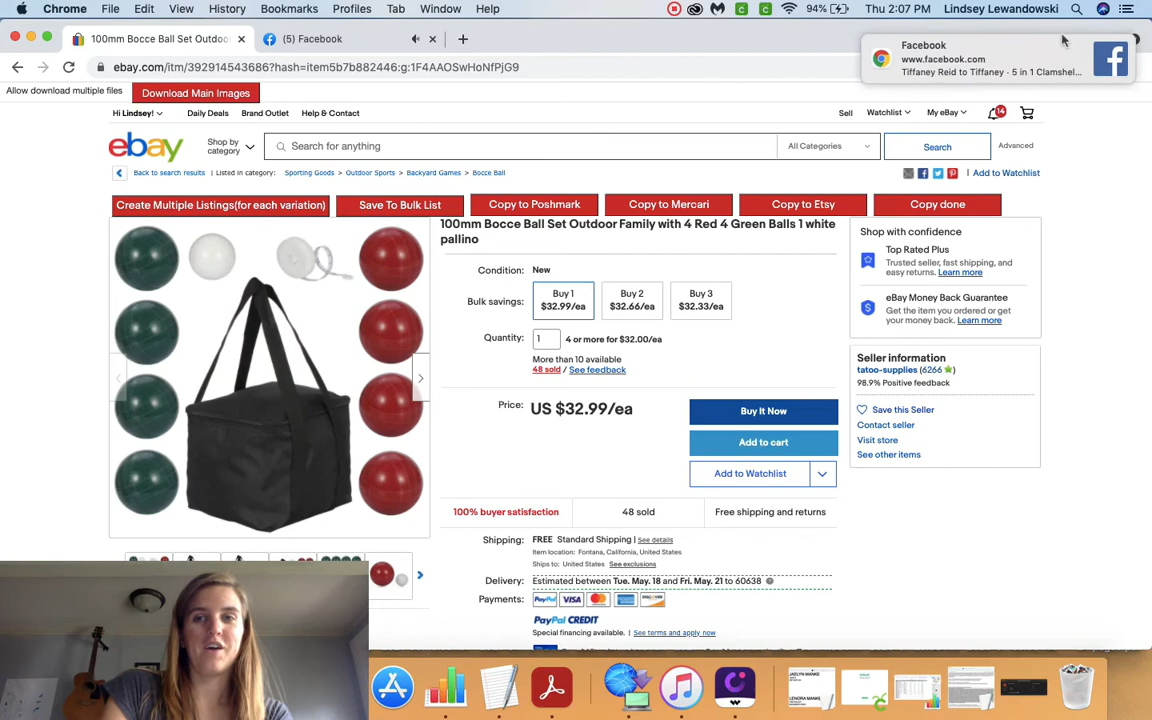 Chrome File Edit View History Bookmarks Profiles Tab Window Help 94% Thu 2:07 PM Lindsey Lewandowski
100mm Bocce Ball Set Outdoo (5) Facebook
ebay.com/itm/392914543686?hash=item5b7b882446:g:1F4AAOSwHoNfPjG9
Facebook
www.facebook.com
Tiffaney Reid to Tiffaney · 5 in 1 Clamshel...
Allow download multiple files Download Main Images
Hi Lindsey! Daily Deals Brand Outlet Help & Contact Sell Watchlist My eBay 14
ebay Shop by category Search for anything All Categories Search Advanced
Back to search results | Listed in category: Sporting Goods > Outdoor Sports > Backyard Games > Bocce Ball | Add to Watchlist
Create Multiple Listings(for each variation) Save To Bulk List Copy to Poshmark Copy to Mercari Copy to Etsy Copy done
100mm Bocce Ball Set Outdoor Family with 4 Red 4 Green Balls 1 white
pallino
Condition: New
Bulk savings: Buy 1 $32.99/ea Buy 2 $32.66/ea Buy 3 $32.33/ea
Quantity: 1 4 or more for $32.00/ea
More than 10 available
48 sold / See feedback
Price: US $32.99/ea
Buy It Now
Add to cart
Add to Watchlist
100% buyer satisfaction 48 sold Free shipping and returns
Shipping: FREE Standard Shipping | See details
Item location: Fontana, California, United States
Ships to: United States See exclusions
Delivery: Estimated between Tue. May. 18 and Fri. May. 21 to 60638
Payments: PayPal VISA
PayPal CREDIT
Special financing available. | See terms and apply now
Shop with confidence
Top Rated Plus
Trusted seller, fast shipping, and
easy returns. Learn more
eBay Money Back Guarantee
Get the item you ordered or get
your money back. Learn more
Seller information
tatoo-supplies (6266)
98.9% Positive feedback
Save this Seller
Contact seller
Visit store
See other items
JAELYN MANKE
LENORA MANKE